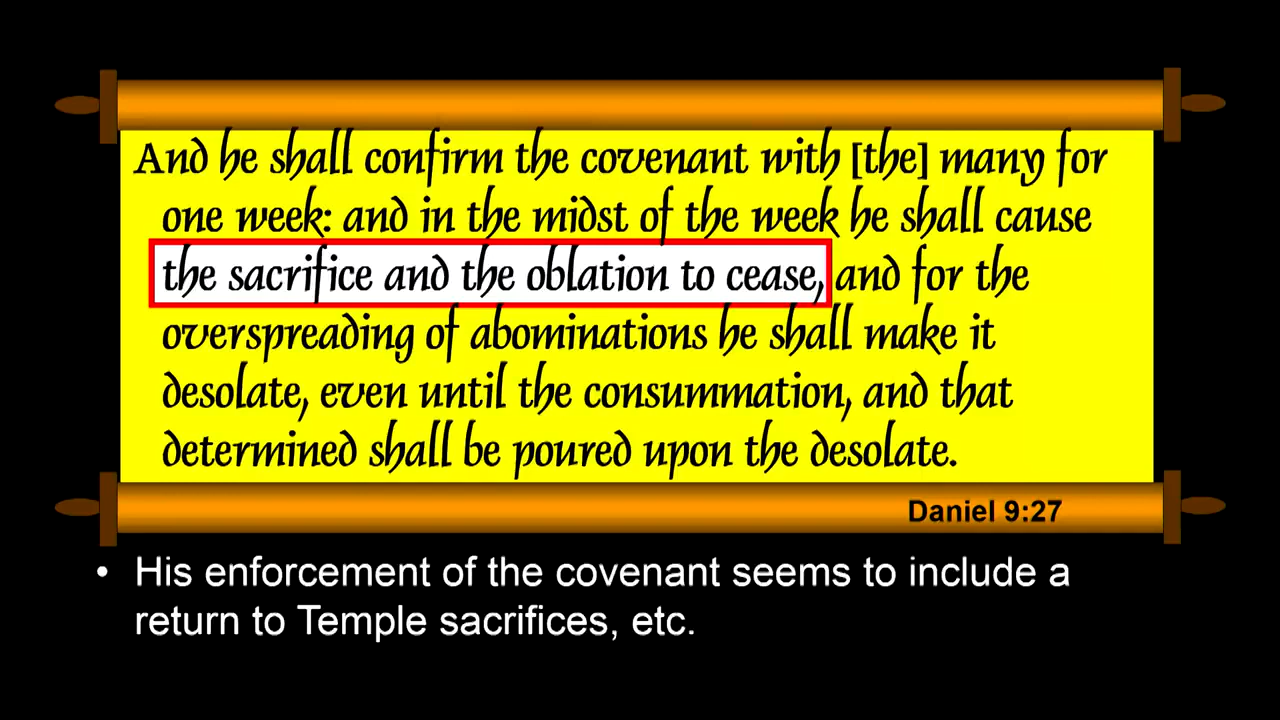 And he shall confirm the covenant with [the] many for
one week: and in the midst of the week he shall cause
the sacrifice and the oblation to cease, and for the
overspreading of abominations he shall make it
desolate, even until the consummation, and that
determined shall be poured upon the desolate.
Daniel 9:27
• His enforcement of the covenant seems to include a
return to Temple sacrifices, etc.